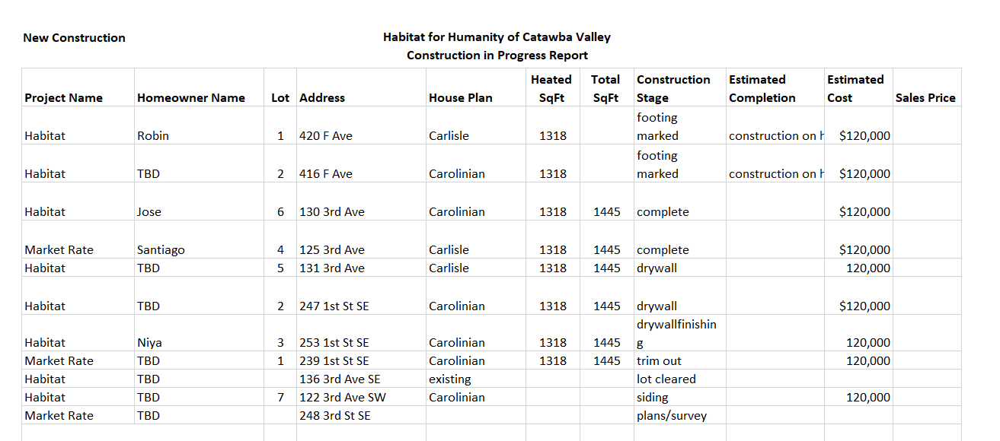 New Construction
Habitat for Humanity of Catawba Valley
Construction in Progress Report
Project Name Homeowner Name Lot Address House Plan Heated SqFt Total SqFt Construction Stage Estimated Completion Estimated Cost Sales Price
Habitat Robin 1 420 F Ave Carlisle 1318 footing marked construction on $120,000
Habitat TBD 2 416 F Ave Carolinian 1318 footing marked construction on $120,000
Habitat Jose 6 130 3rd Ave Carolinian 1318 1445 complete $120,000
Market Rate Santiago 4 125 3rd Ave Carlisle 1318 1445 complete $120,000
Habitat TBD 5 131 3rd Ave Carlisle 1318 1445 drywall 120,000
Habitat TBD 2 247 1st St SE Carolinian 1318 1445 drywall $120,000
Habitat Niya 3 253 1st St SE Carolinian 1318 1445 drywallfinishing 120,000
Market Rate TBD 1 239 1st St SE Carolinian 1318 1445 trim out 120,000
Habitat TBD 136 3rd Ave SE existing lot cleared
Habitat TBD 7 122 3rd Ave SW Carolinian siding 120,000
Market Rate TBD 248 3rd St SE plans/survey